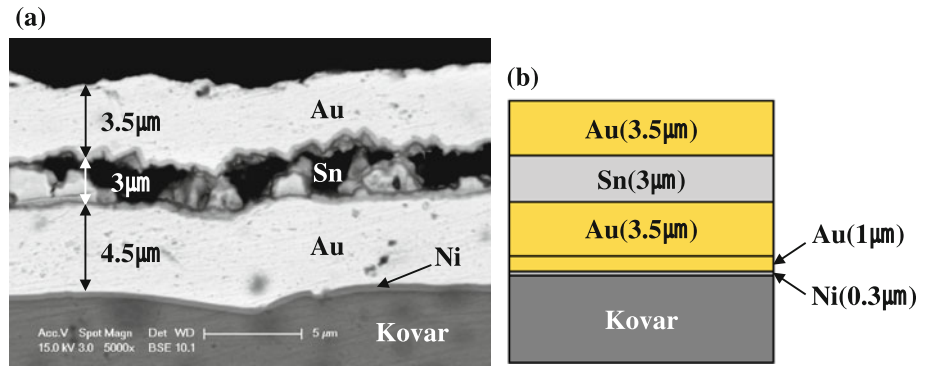 (a)
Au
3.5μm
Sn
3μm
Au
4.5μm
Ni
Kovar
Acc.V Spot Magn Det WD
15.0 kV 3.0 5000x BSE 10.1
5 μm
(b)
Au(3.5μm)
Sn(3μm)
Au(3.5μm)
Au(1μm)
Ni(0.3μm)
Kovar